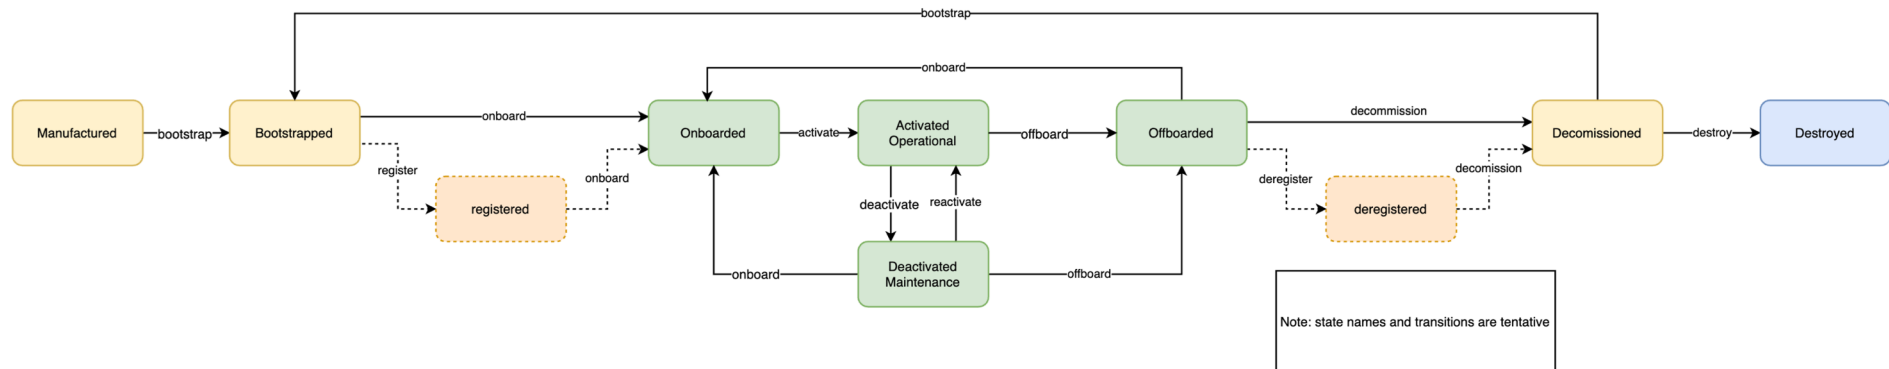 bootstrap
onboard
Manufactured
bootstrap
Bootstrapped
onboard
Onboarded
activate
Activated
Operational
offboard
Offboarded
decommission
Decomissioned
destroy
Destroyed
register
registered
onboard
deactivate
reactivate
deregister
deregistered
decomission
onboard
Deactivated
Maintenance
offboard
Note: state names and transitions are tentative